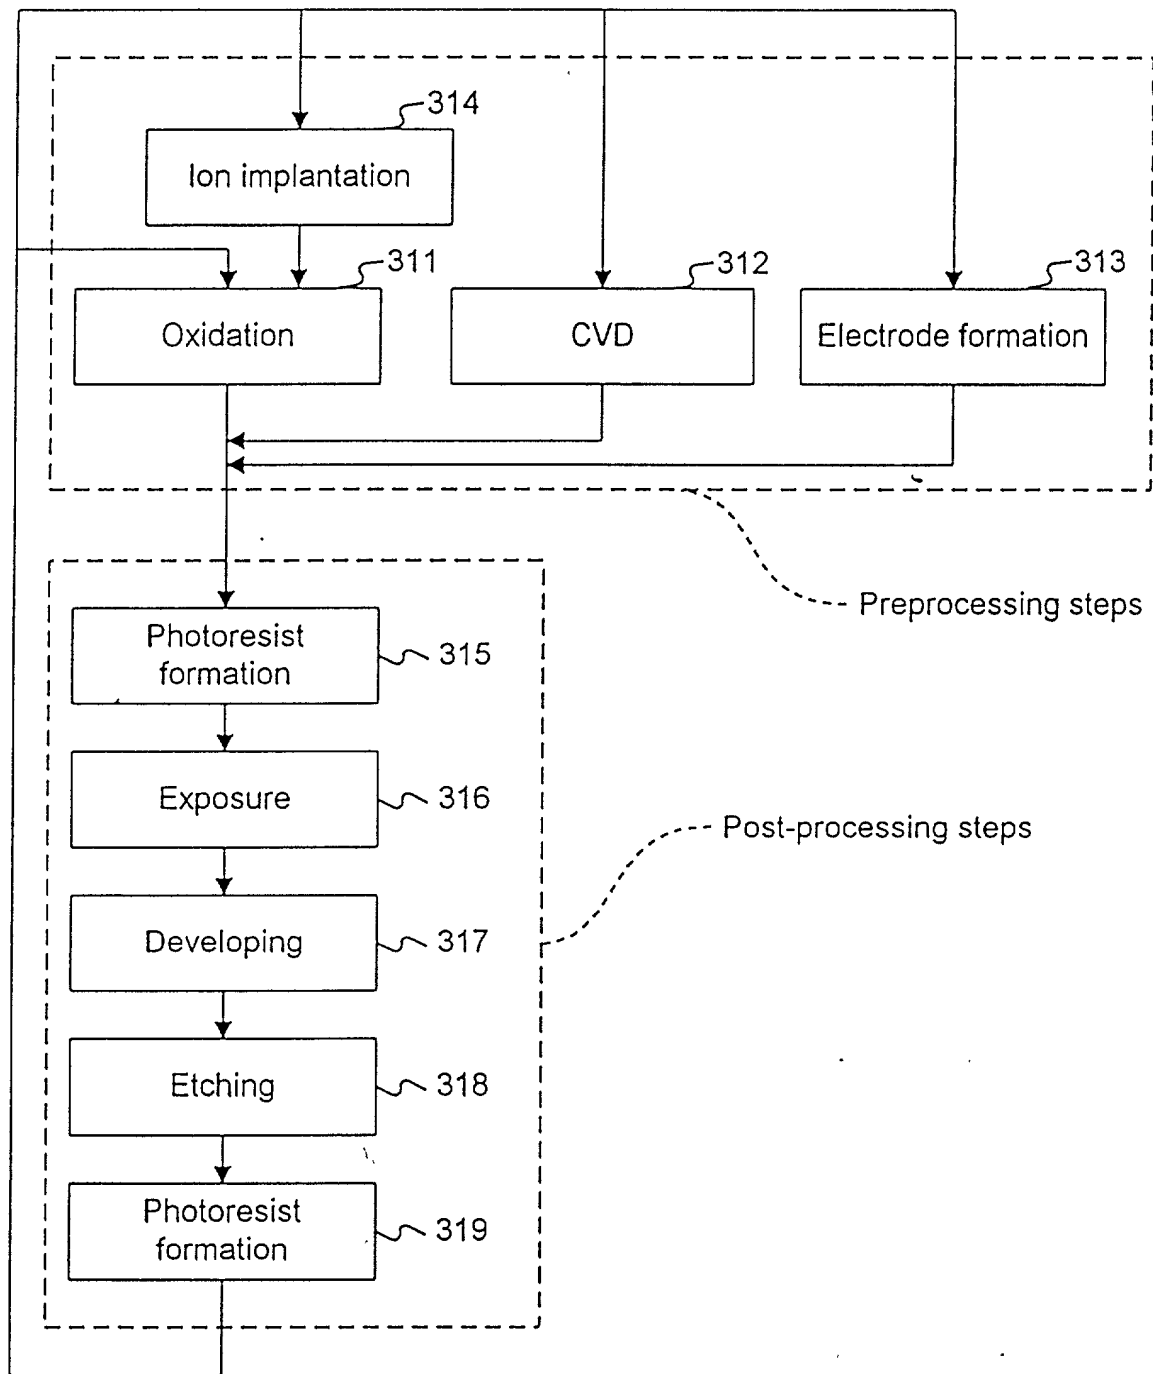 314
Ion implantation
311
312
313
Oxidation
CVD
Electrode formation
Preprocessing steps
Photoresist
formation
315
Exposure
316
Post-processing steps
Developing
317
Etching
318
Photoresist
formation
319